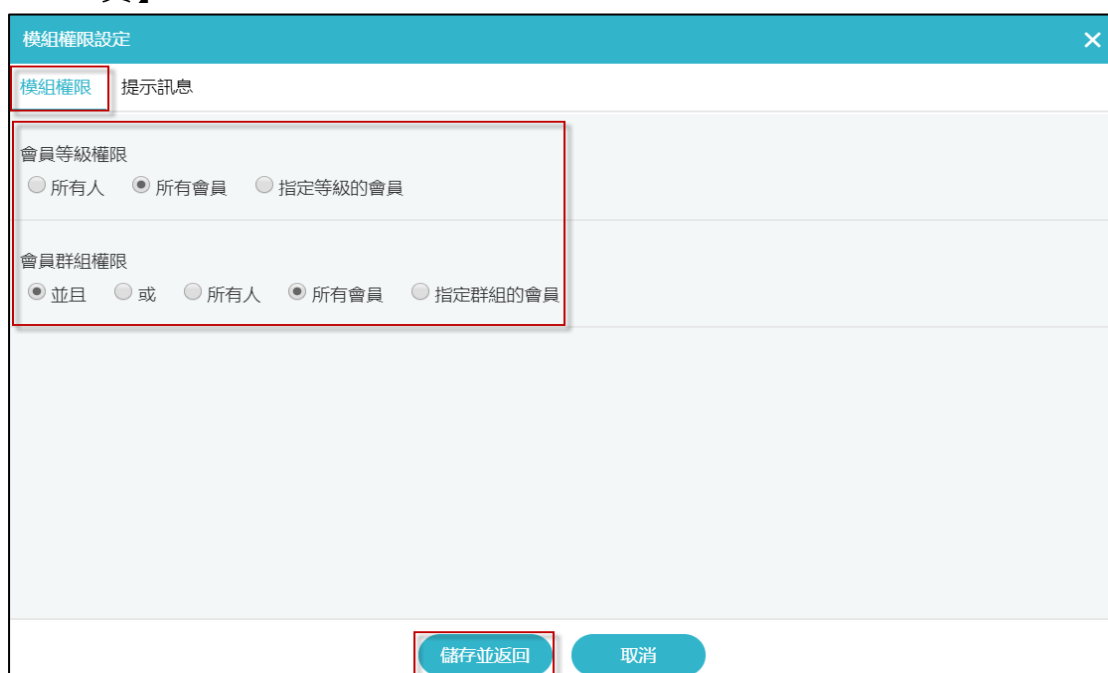 員】
模組權限設定
模組權限 提示訊息
會員等級權限
所有人 所有會員 指定等級的會員
會員群組權限
並且 或 所有人 所有會員 指定群組的會員
儲存並返回 取消